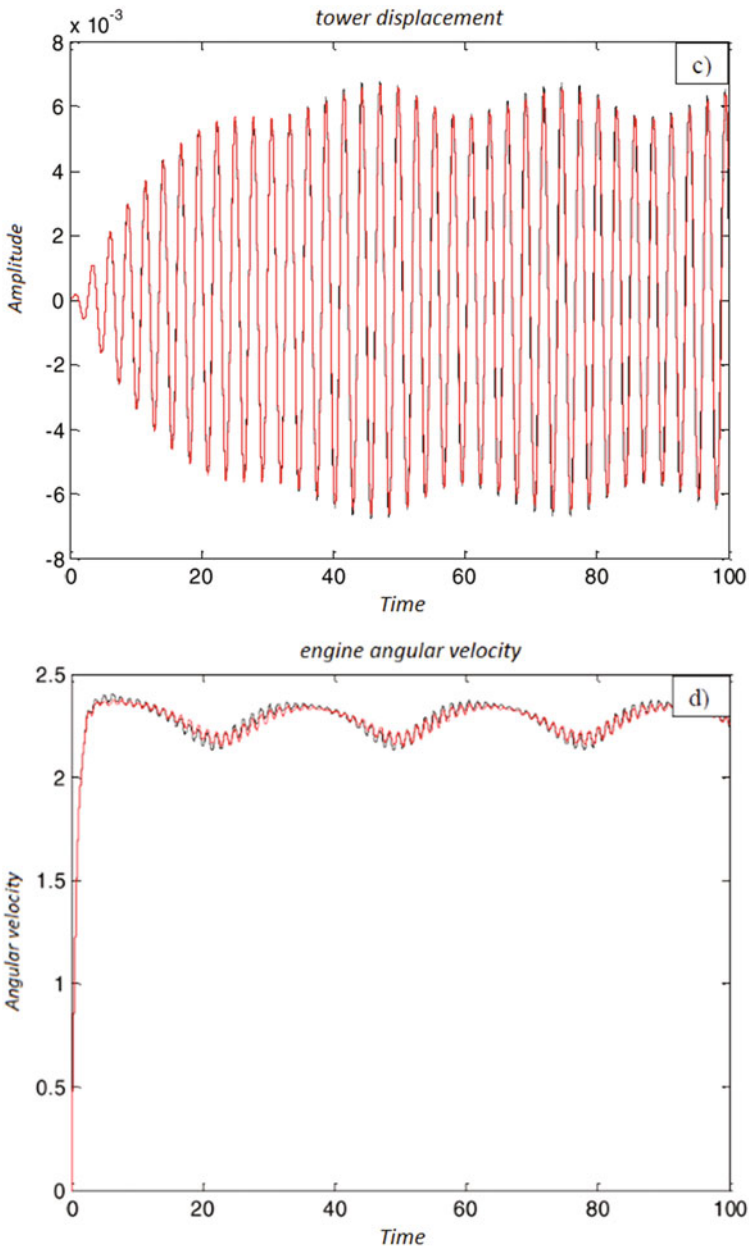 tower displacement
x 10-3
c)
8
6
4
2
0
-2
-4
-6
-8
Amplitude
0 20 40 60 80 100
Time
engine angular velocity
d)
2.5
2
1.5
1
0.5
0
Angular velocity
0 20 40 60 80 100
Time